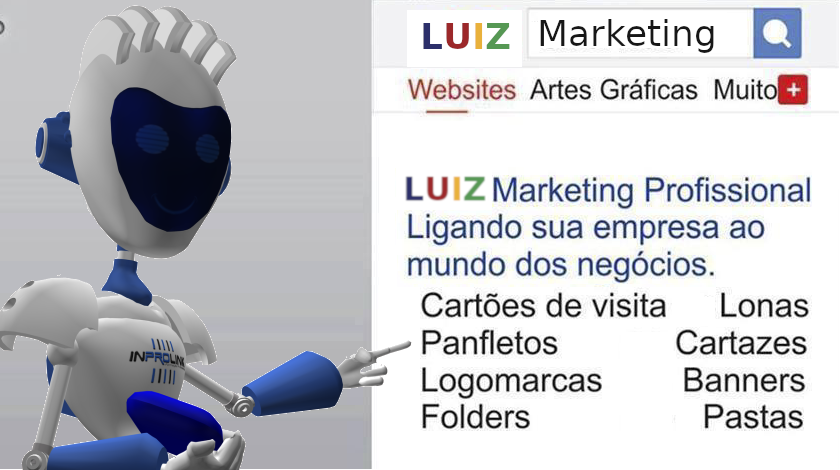 LUIZ Marketing
Websites Artes Gráficas Muito+
LUIZ Marketing Profissional
Ligando sua empresa ao
mundo dos negócios.
Cartões de visita Lonas
Panfletos Cartazes
Logomarcas Banners
Folders Pastas
INPROLINK